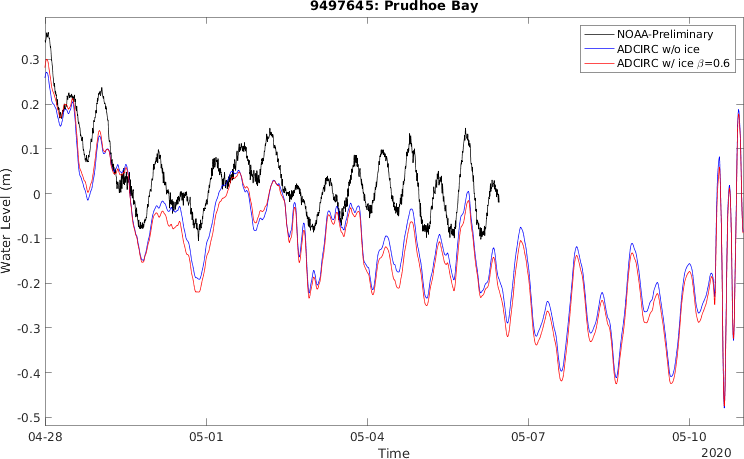 9497645: Prudhoe Bay
NOAA-Preliminary
ADCIRC w/o ice
ADCIRC w/ ice β=0.6
Water Level (m)
0.3
0.2
0.1
0
-0.1
-0.2
-0.3
-0.4
-0.5
04-28 05-01 05-04 05-07 05-10
Time
2020